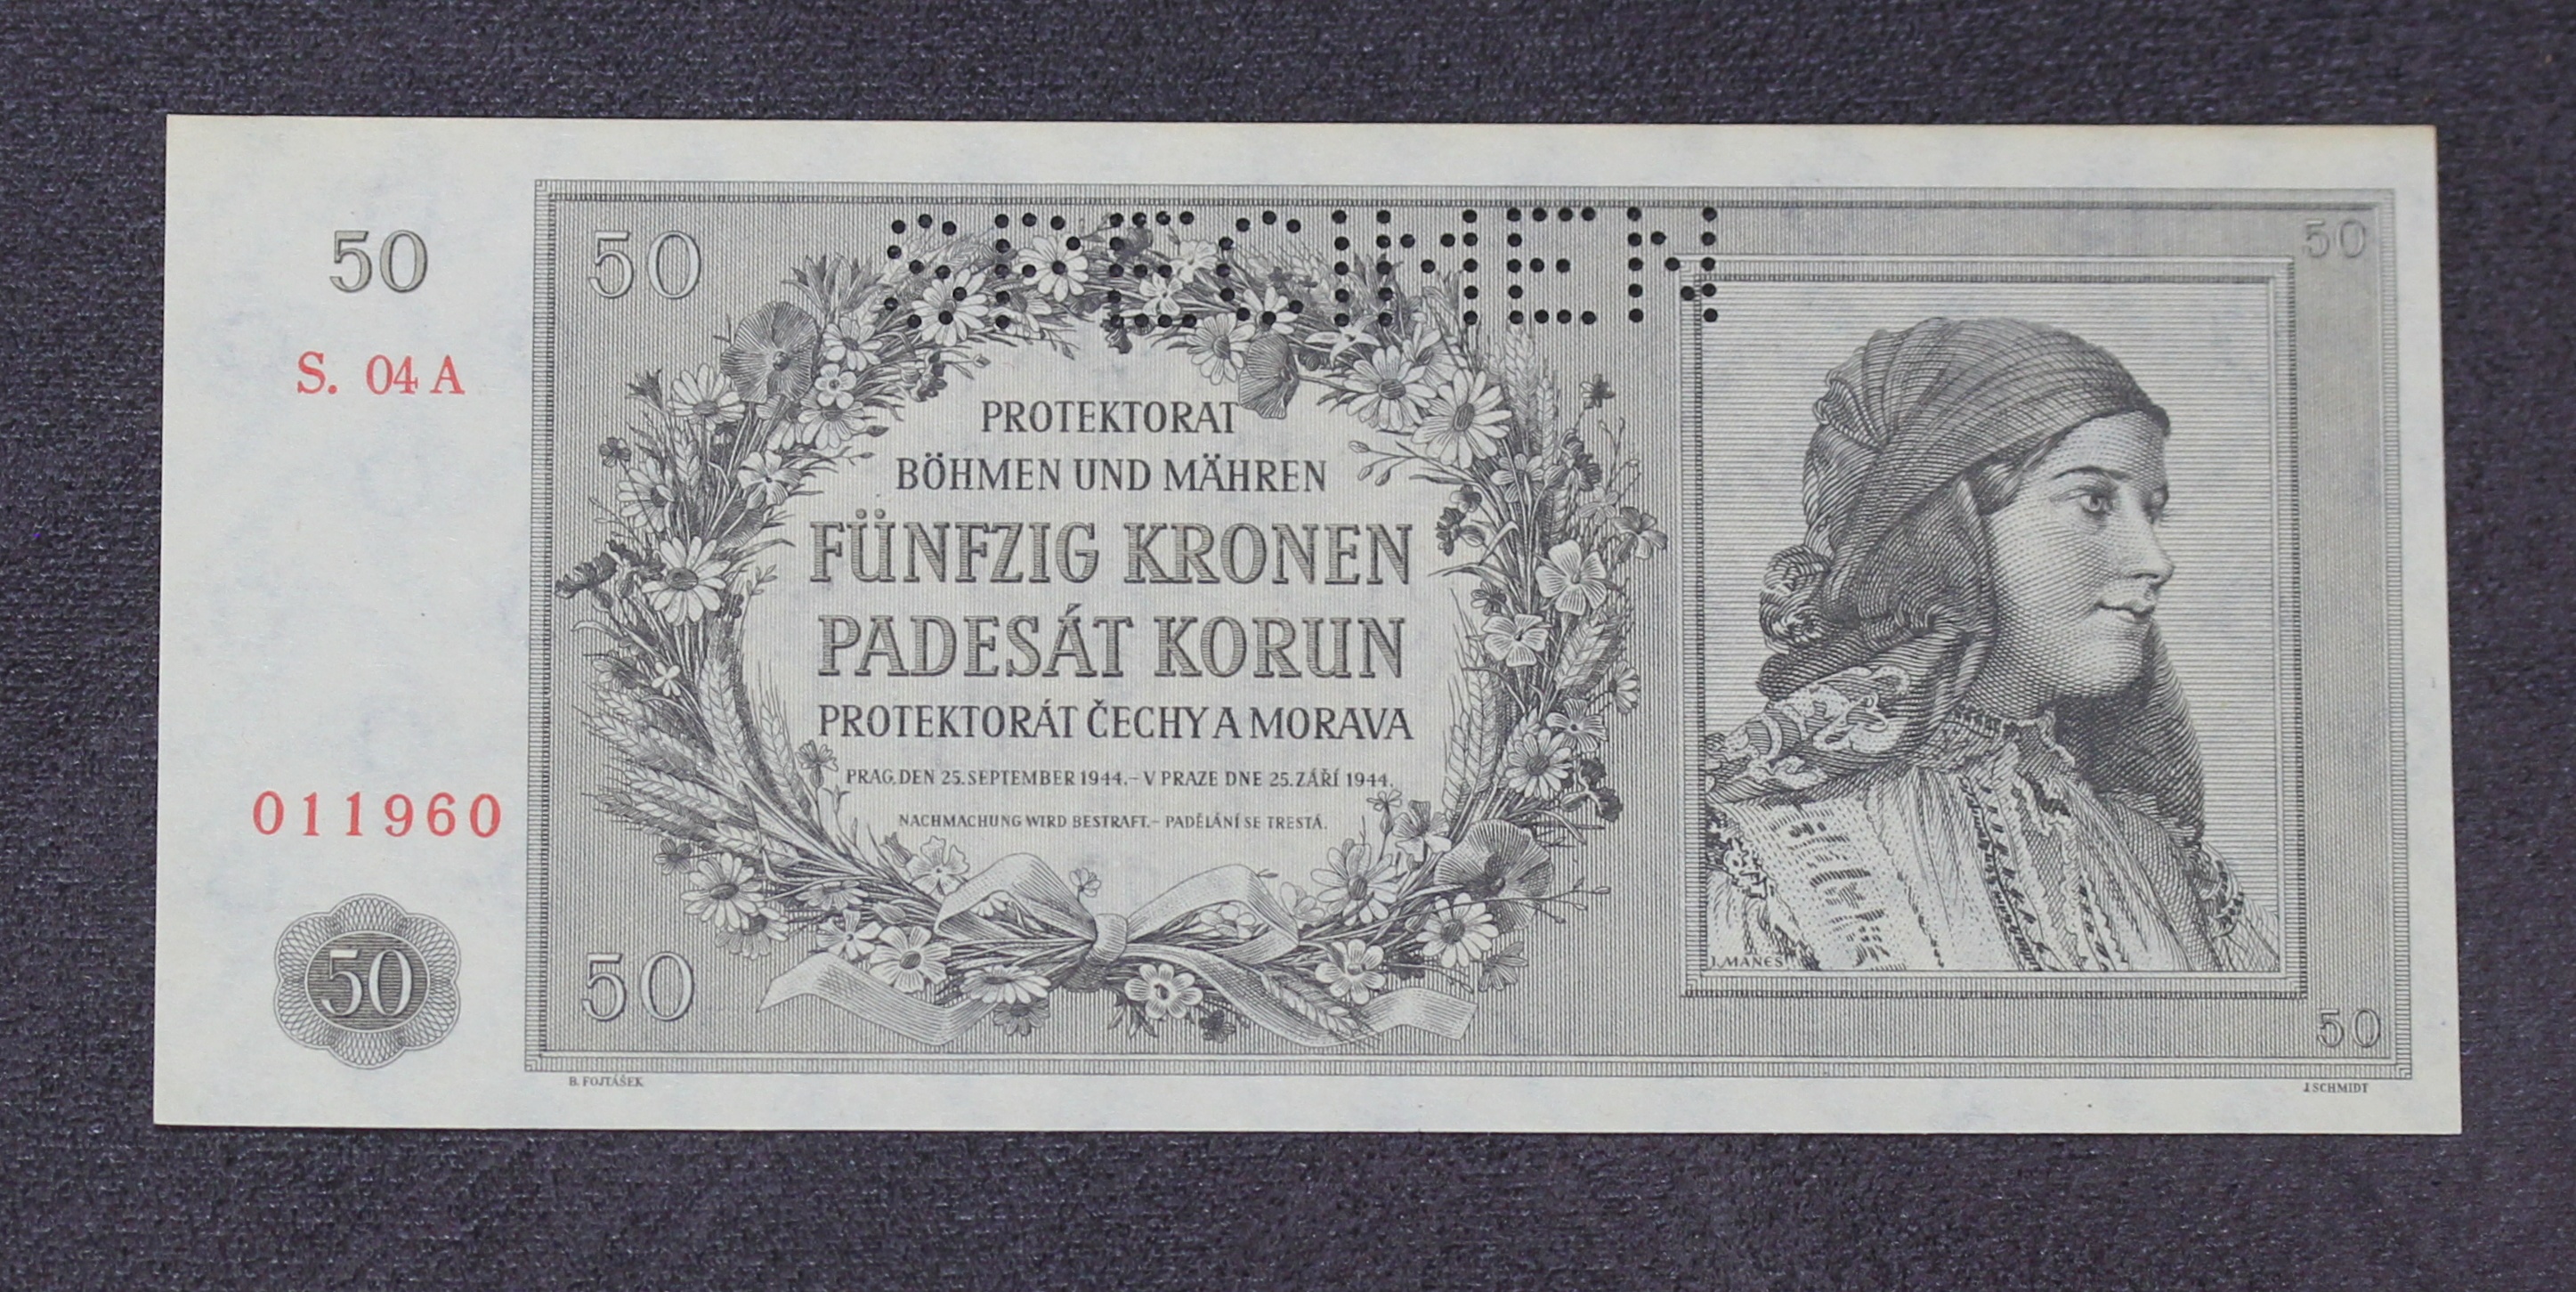 50
S. 04 A
011960
50
50
50
SPECIMEN
PROTEKTORAT
BÖHMEN UND MÄHREN
FÜNFZIG KRONEN
PADESÁT KORUN
PROTEKTORÁT ČECHY A MORAVA
PRAG, DEN 25. SEPTEMBER 1944. – V PRAZE DNE 25. ZÁŘÍ 1944.
NACHMACHUNG WIRD BESTRAFT. – PADĚLÁNÍ SE TRESTÁ.
50
J. MÁNES
50
B. FOJTÁŠEK
J. SCHMIDT